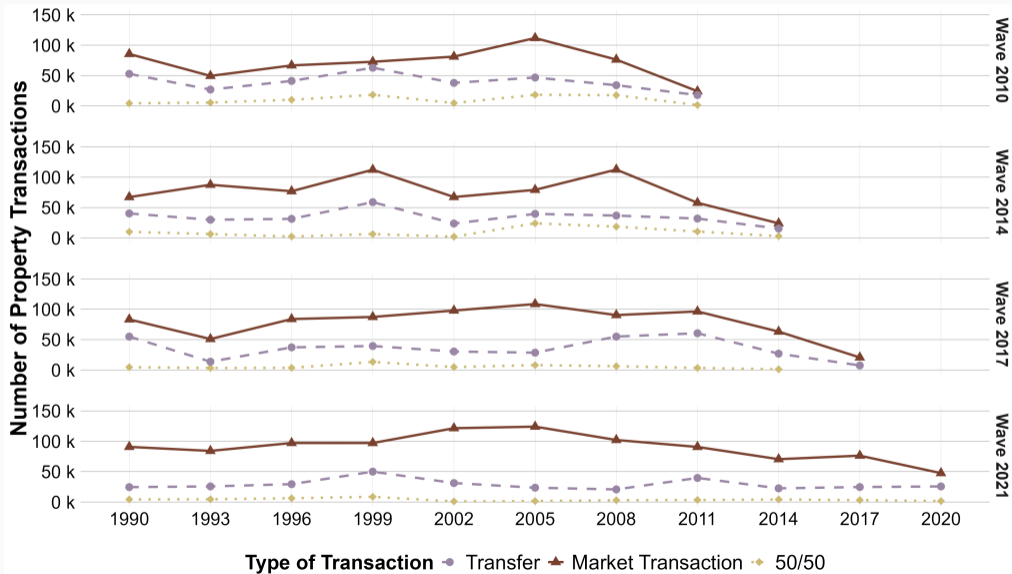 Number of Property Transactions
150 k
100 k
50 k
0 k
Wave 2010
150 k
100 k
50 k
0 k
Wave 2014
150 k
100 k
50 k
0 k
Wave 2017
150 k
100 k
50 k
0 k
Wave 2021
1990 1993 1996 1999 2002 2005 2008 2011 2014 2017 2020
Type of Transaction Transfer Market Transaction 50/50